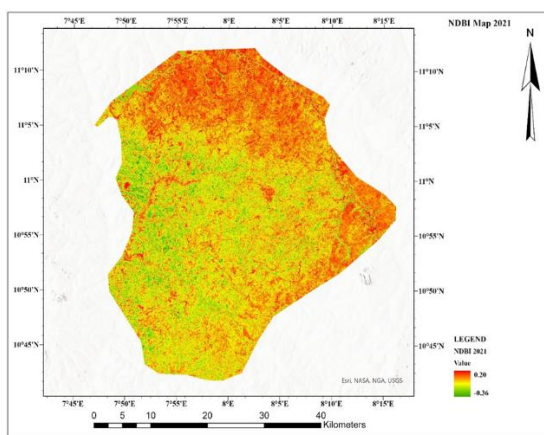 NDBI Map 2021
N
7°45'E 7°50'E 7°55'E 8°E 8°5'E 8°10'E 8°15'E
11°10'N 11°10'N
11°5'N 11°5'N
11°N 11°N
10°55'N 10°55'N
10°50'N 10°50'N
10°45'N 10°45'N
LEGEND
NDBI 2021
Value
0.20
-0.36
Esri, NASA, NGA, USGS
7°45'E 7°50'E 7°55'E 8°E 8°5'E 8°10'E 8°15'E
0 5 10 20 30 40
Kilometers